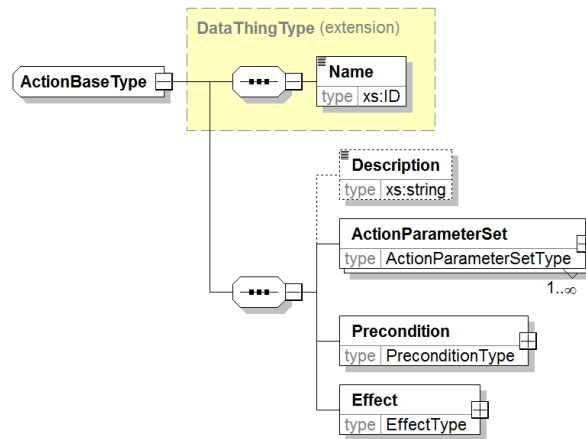 DataThingType (extension)
ActionBaseType
Name
type xs:ID
Description
type xs:string
ActionParameterSet
type ActionParameterSetType
1..∞
Precondition
type PreconditionType
Effect
type EffectType